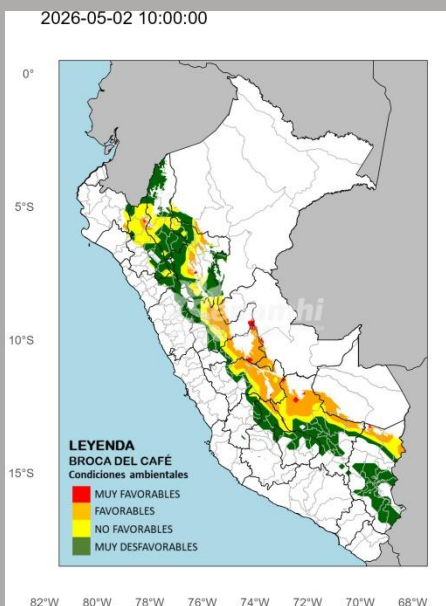 2026-05-02 10:00:00
0°
5°S
10°S
15°S
Senamhi
LEYENDA
BROCA DEL CAFÉ
Condiciones ambientales
MUY FAVORABLES
FAVORABLES
NO FAVORABLES
MUY DESFAVORABLES
82°W 80°W 78°W 76°W 74°W 72°W 70°W 68°W